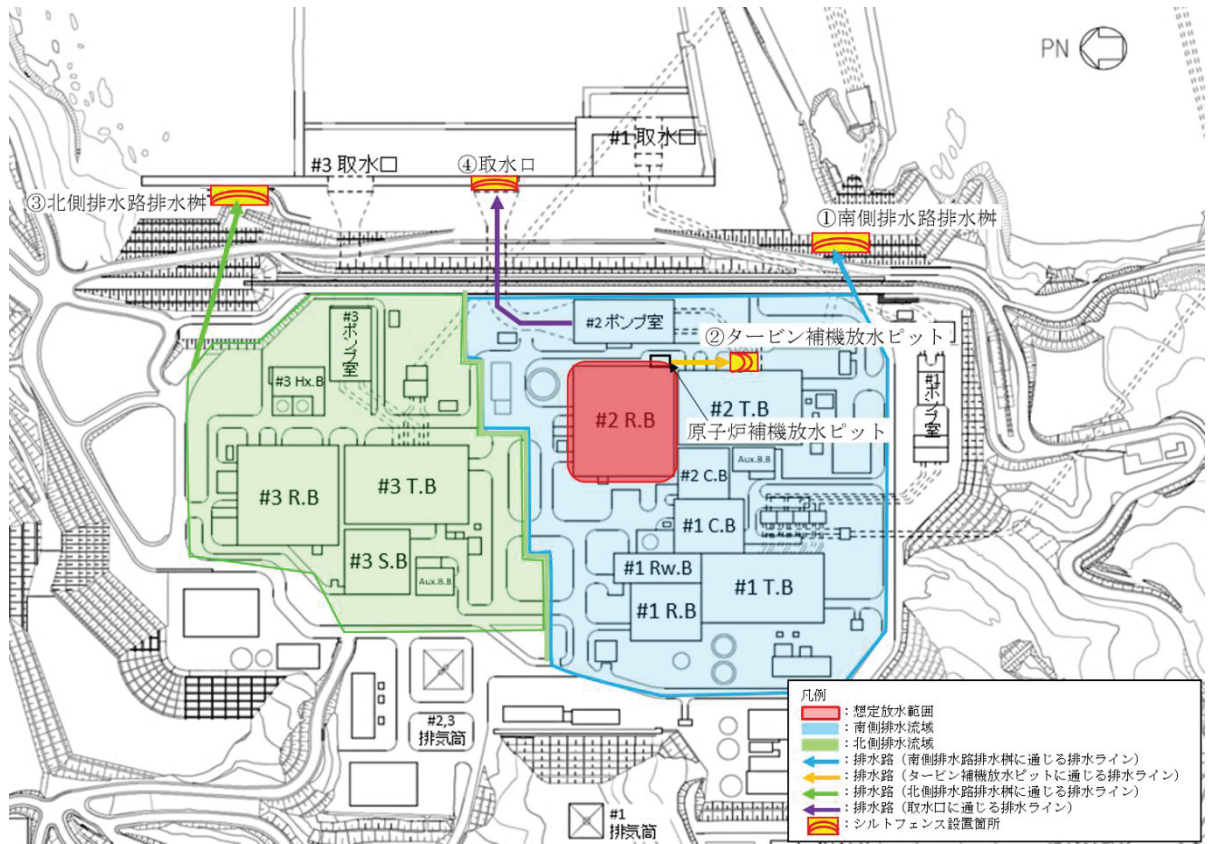 PN
#1 取水口
#3 取水口
④取水口
③北側排水路排水桝
①南側排水路排水桝
#3
ポンプ室
#2 ポンプ室
②タービン補機放水ピット
#1
ポンプ室
#3 Hx.B
#2 R.B
#2 T.B
原子炉補機放水ピット
Aux.B.B
#2 C.B
#3 R.B
#3 T.B
#1 C.B
#3 S.B
Aux.B.B
#1 Rw.B
#1 T.B
#1 R.B
#2,3
排気筒
#1
排気筒
凡例
:想定放水範囲
:南側排水流域
:北側排水流域
:排水路(南側排水路排水桝に通じる排水ライン)
:排水路(タービン補機放水ピットに通じる排水ライン)
:排水路(北側排水路排水桝に通じる排水ライン)
:排水路(取水口に通じる排水ライン)
:シルトフェンス設置箇所